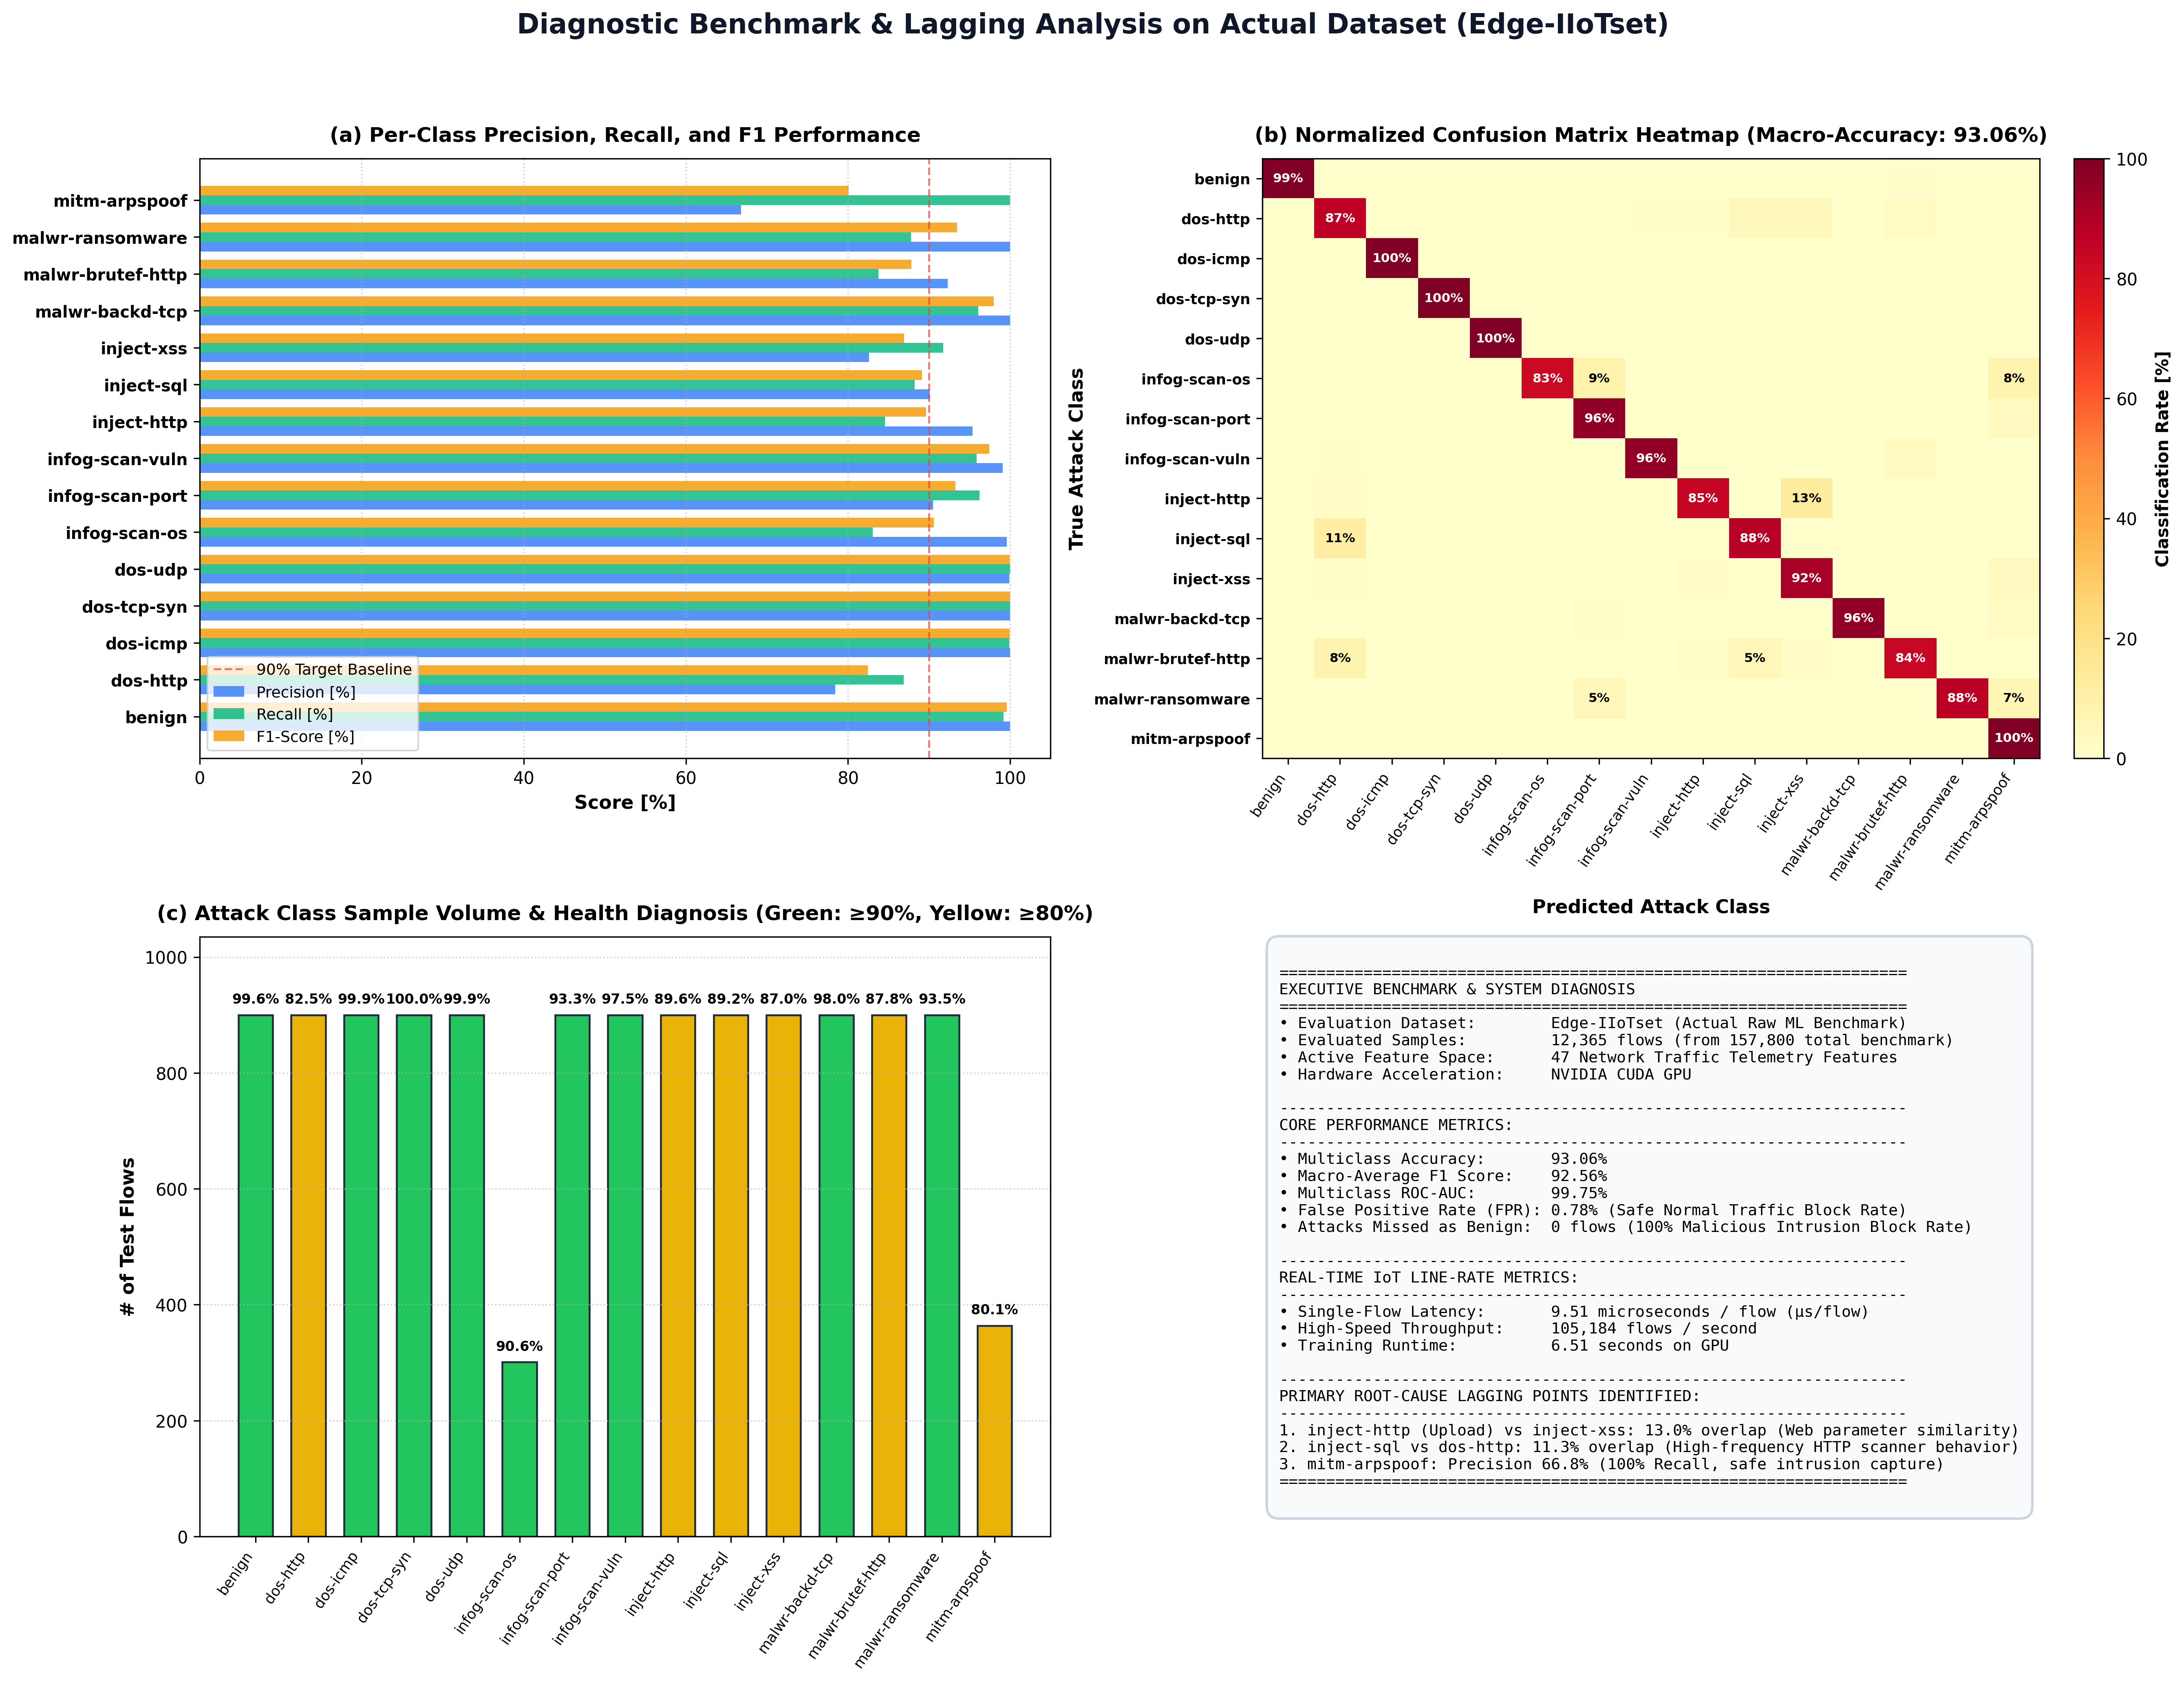 Diagnostic Benchmark & Lagging Analysis on Actual Dataset (Edge-IIoTset)
(a) Per-Class Precision, Recall, and F1 Performance
mitm-arpspoof
malwr-ransomware
malwr-brutef-http
malwr-backd-tcp
inject-xss
inject-sql
inject-http
infog-scan-vuln
infog-scan-port
infog-scan-os
dos-udp
dos-tcp-syn
dos-icmp
dos-http
benign
90% Target Baseline
Precision [%]
Recall [%]
F1-Score [%]
0 20 40 60 80 100
Score [%]
(b) Normalized Confusion Matrix Heatmap (Macro-Accuracy: 93.06%)
True Attack Class
benign 99%
dos-http 87%
dos-icmp 100%
dos-tcp-syn 100%
dos-udp 100%
infog-scan-os 83% 9% 8%
infog-scan-port 96%
infog-scan-vuln 96%
inject-http 85% 13%
inject-sql 11% 88%
inject-xss 92%
malwr-backd-tcp 96%
malwr-brutef-http 8% 5% 84%
malwr-ransomware 5% 88% 7%
mitm-arpspoof 100%
benign
dos-http
dos-icmp
dos-tcp-syn
dos-udp
infog-scan-os
infog-scan-port
infog-scan-vuln
inject-http
inject-sql
inject-xss
malwr-backd-tcp
malwr-brutef-http
malwr-ransomware
mitm-arpspoof
Predicted Attack Class
100
80
60
40
20
0
Classification Rate [%]
(c) Attack Class Sample Volume & Health Diagnosis (Green: ≥90%, Yellow: ≥80%)
# of Test Flows
1000
800
600
400
200
0
99.6% 82.5% 99.9% 100.0% 99.9% 90.6% 93.3% 97.5% 89.6% 89.2% 87.0% 98.0% 87.8% 93.5% 80.1%
benign
dos-http
dos-icmp
dos-tcp-syn
dos-udp
infog-scan-os
infog-scan-port
infog-scan-vuln
inject-http
inject-sql
inject-xss
malwr-backd-tcp
malwr-brutef-http
malwr-ransomware
mitm-arpspoof
===================================================================
EXECUTIVE BENCHMARK & SYSTEM DIAGNOSIS
===================================================================
• Evaluation Dataset: Edge-IIoTset (Actual Raw ML Benchmark)
• Evaluated Samples: 12,365 flows (from 157,800 total benchmark)
• Active Feature Space: 47 Network Traffic Telemetry Features
• Hardware Acceleration: NVIDIA CUDA GPU
-------------------------------------------------------------------
CORE PERFORMANCE METRICS:
-------------------------------------------------------------------
• Multiclass Accuracy: 93.06%
• Macro-Average F1 Score: 92.56%
• Multiclass ROC-AUC: 99.75%
• False Positive Rate (FPR): 0.78% (Safe Normal Traffic Block Rate)
• Attacks Missed as Benign: 0 flows (100% Malicious Intrusion Block Rate)
-------------------------------------------------------------------
REAL-TIME IoT LINE-RATE METRICS:
-------------------------------------------------------------------
• Single-Flow Latency: 9.51 microseconds / flow (µs/flow)
• High-Speed Throughput: 105,184 flows / second
• Training Runtime: 6.51 seconds on GPU
-------------------------------------------------------------------
PRIMARY ROOT-CAUSE LAGGING POINTS IDENTIFIED:
-------------------------------------------------------------------
1. inject-http (Upload) vs inject-xss: 13.0% overlap (Web parameter similarity)
2. inject-sql vs dos-http: 11.3% overlap (High-frequency HTTP scanner behavior)
3. mitm-arpspoof: Precision 66.8% (100% Recall, safe intrusion capture)
===================================================================